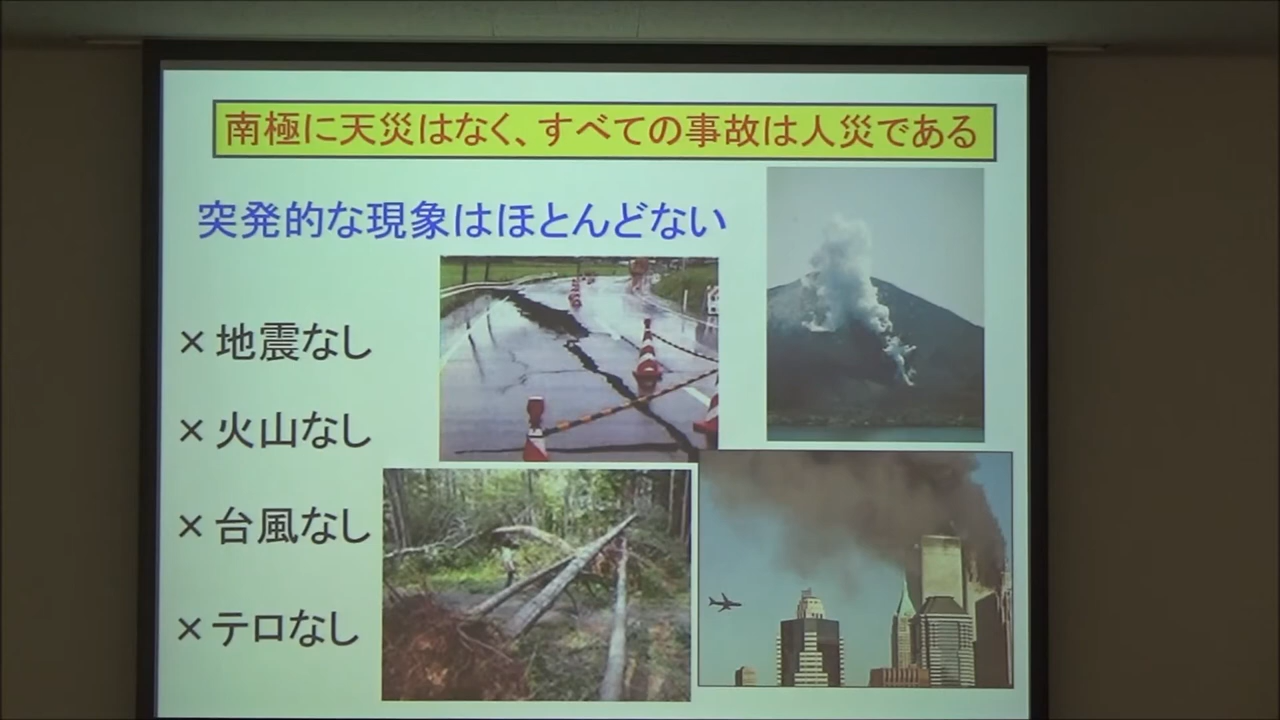 南極に天災はなく、すべての事故は人災である
突発的な現象はほとんどない
×地震なし
×火山なし
×台風なし
×テロなし